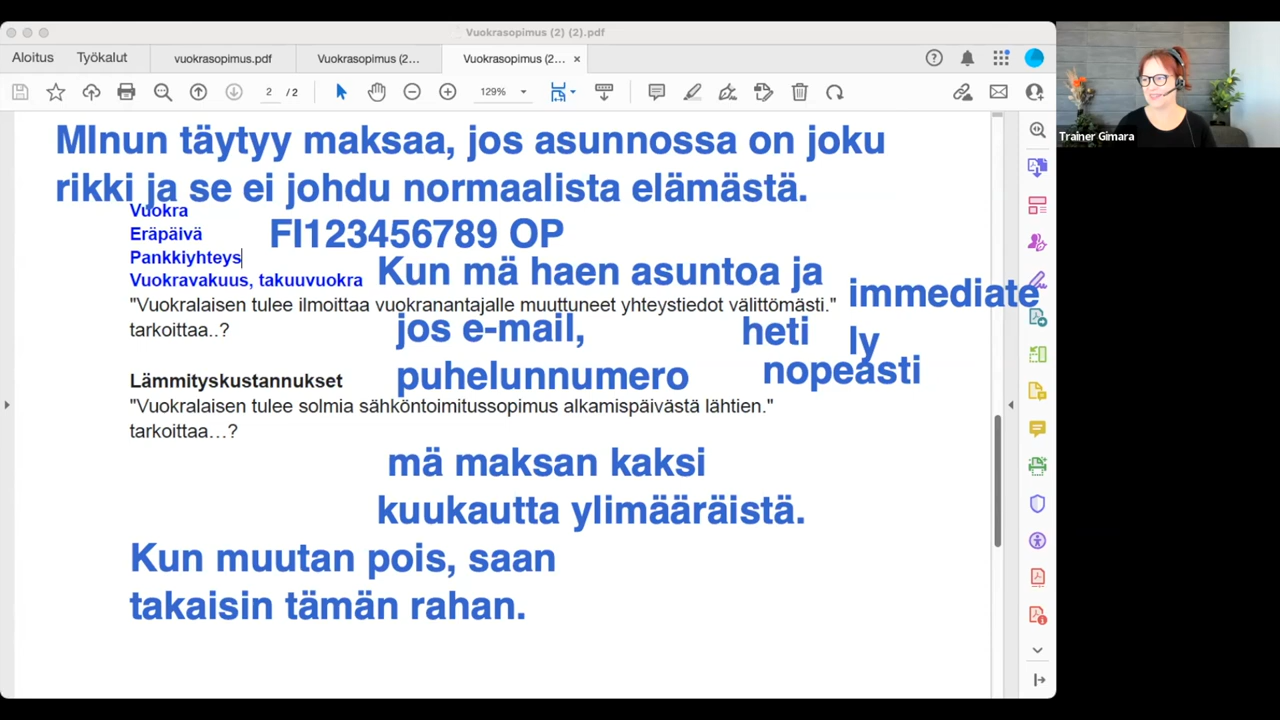 Vuokrasopimus (2) (2).pdf
Aloitus Työkalut vuokrasopimus.pdf Vuokrasopimus (2... Vuokrasopimus (2... ×
2 / 2 129%
MInun täytyy maksaa, jos asunnossa on joku
rikki ja se ei johdu normaalista elämästä.
Vuokra
Eräpäivä
FI123456789 OP
Pankkiyhteys
Vuokravakuus, takuuvuokra
Kun mä haen asuntoa ja
"Vuokralaisen tulee ilmoittaa vuokranantajalle muuttuneet yhteystiedot välittömästi."
immediate
ly
tarkoittaa..?
jos e-mail,
puhelunnumero
heti
nopeasti
Lämmityskustannukset
"Vuokralaisen tulee solmia sähköntoimitussopimus alkamispäivästä lähtien."
tarkoittaa…?
mä maksan kaksi
kuukautta ylimääräistä.
Kun muutan pois, saan
takaisin tämän rahan.
Trainer Gimara